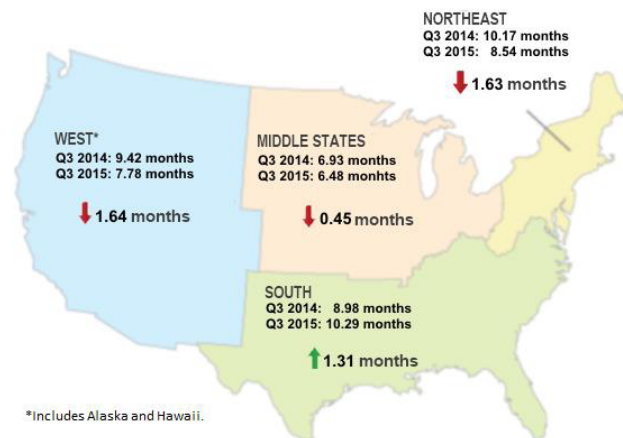 NORTHEAST
Q3 2014: 10.17 months
Q3 2015: 8.54 months
1.63 months
WEST*
Q3 2014: 9.42 months
Q3 2015: 7.78 months
1.64 months
MIDDLE STATES
Q3 2014: 6.93 months
Q3 2015: 6.48 monhts
0.45 months
SOUTH
Q3 2014: 8.98 months
Q3 2015: 10.29 months
1.31 months
*Includes Alaska and Hawaii.